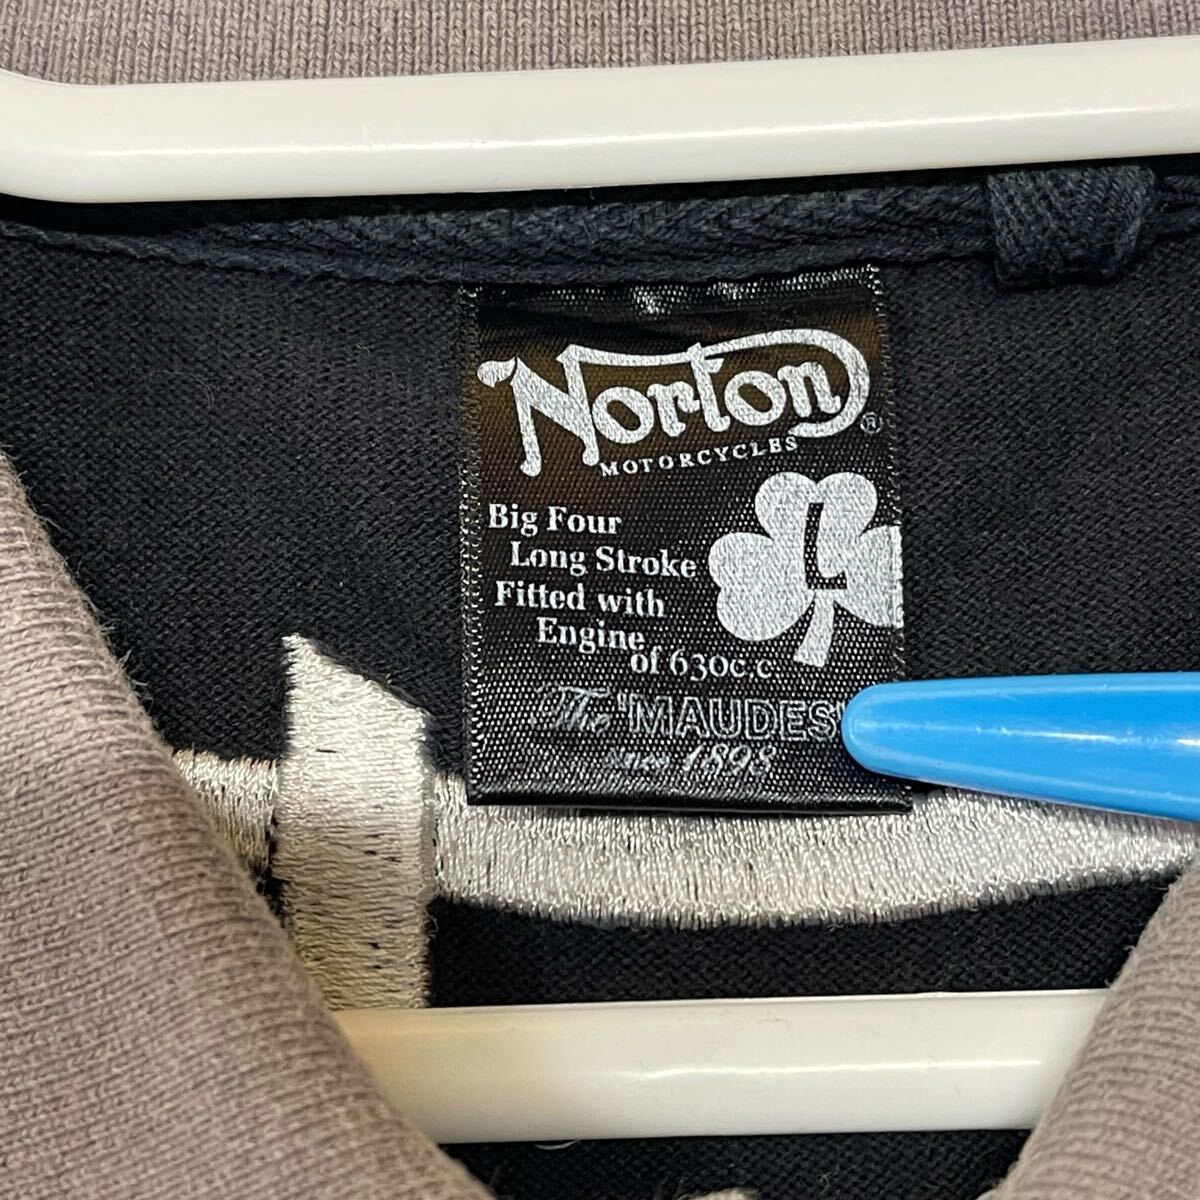 Norton®
MOTORCYCLES
L
Big Four
Long Stroke
Fitted with
Engine
of 630c.c.
The "MAUDES"
since 1898